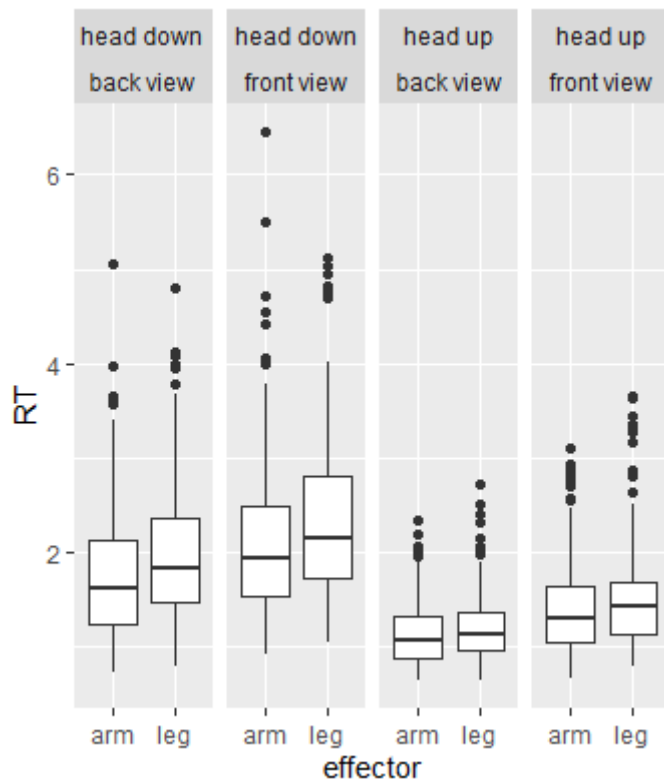 head down head down head up head up
back view front view back view front view
6
4
2
RT
arm leg arm leg arm leg arm leg
effector